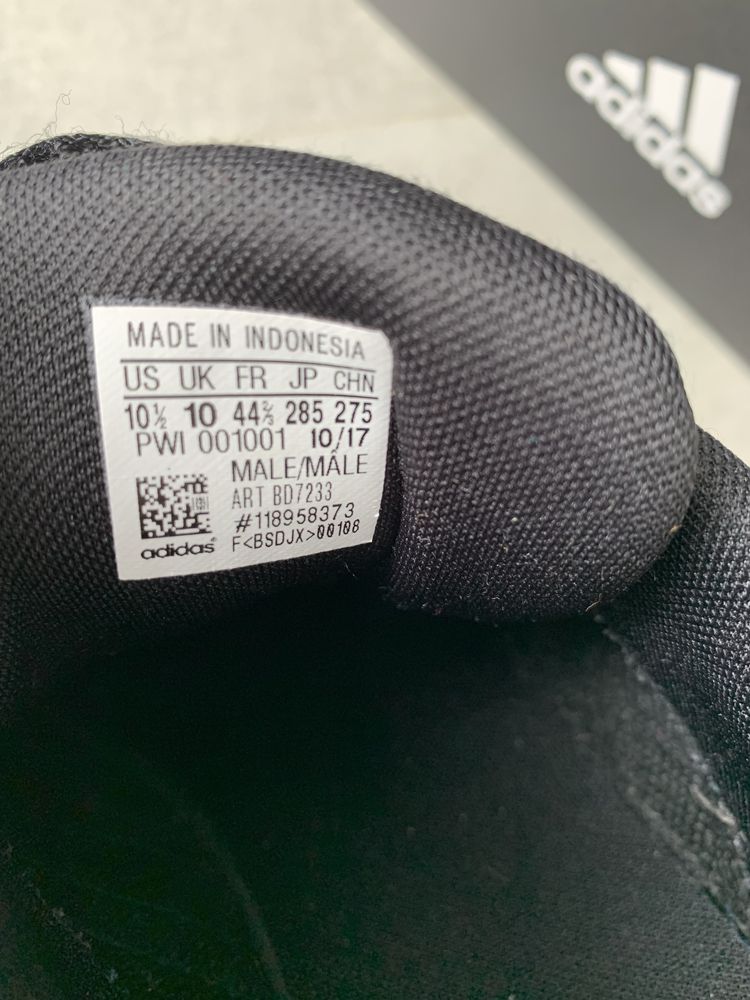 adidas
MADE IN INDONESIA
US UK FR JP CHN
10½ 10 44⅔ 285 275
PWI 001001 10/17
MALE/MÂLE
ART BD7233
#118958373
F<BSDJX>00108
adidas